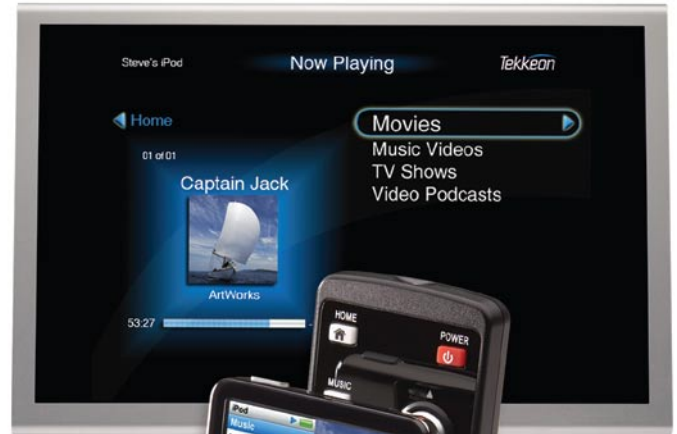 Steve's iPod
Now Playing
Tekkeon
Home
01 of 01
Captain Jack
ArtWorks
53:27
Movies
Music Videos
TV Shows
Video Podcasts
HOME
POWER
MUSIC
iPod
Music